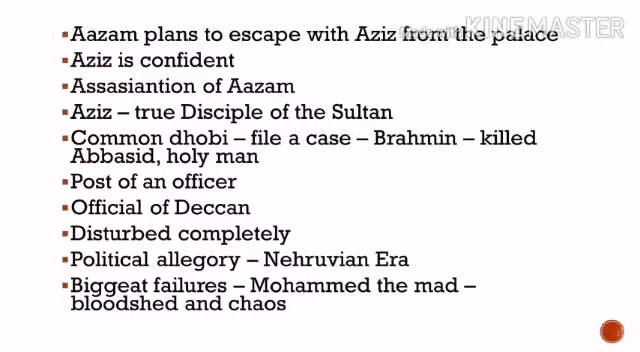 Made with KINEMASTER
▪Aazam plans to escape with Aziz from the palace
▪Aziz is confident
▪Assasiantion of Aazam
▪Aziz – true Disciple of the Sultan
▪Common dhobi – file a case – Brahmin – killed
Abbasid, holy man
▪Post of an officer
▪Official of Deccan
▪Disturbed completely
▪Political allegory – Nehruvian Era
▪Biggeat failures – Mohammed the mad –
bloodshed and chaos